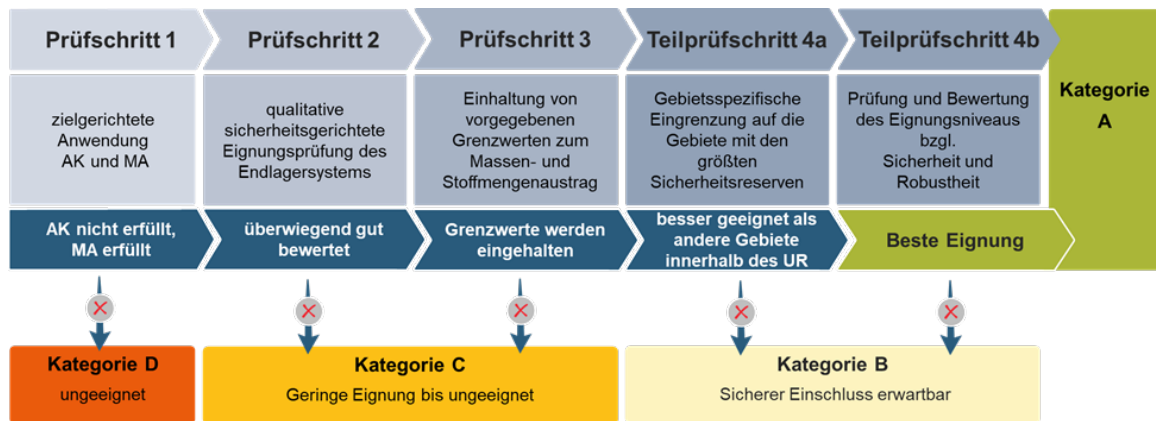 Prüfschritt 1
Prüfschritt 2
Prüfschritt 3
Teilprüfschritt 4a
Teilprüfschritt 4b
Kategorie
A
zielgerichtete
Anwendung
AK und MA
qualitative
sicherheitsgerichtete
Eignungsprüfung des
Endlagersystems
Einhaltung von
vorgegebenen
Grenzwerten zum
Massen- und
Stoffmengenaustrag
Gebietsspezifische
Eingrenzung auf die
Gebiete mit den
größten
Sicherheitsreserven
Prüfung und Bewertung
des Eignungsniveaus
bzgl.
Sicherheit und
Robustheit
AK nicht erfüllt,
MA erfüllt
überwiegend gut
bewertet
Grenzwerte werden
eingehalten
besser geeignet als
andere Gebiete
innerhalb des UR
Beste Eignung
Kategorie D
ungeeignet
Kategorie C
Geringe Eignung bis ungeeignet
Kategorie B
Sicherer Einschluss erwartbar